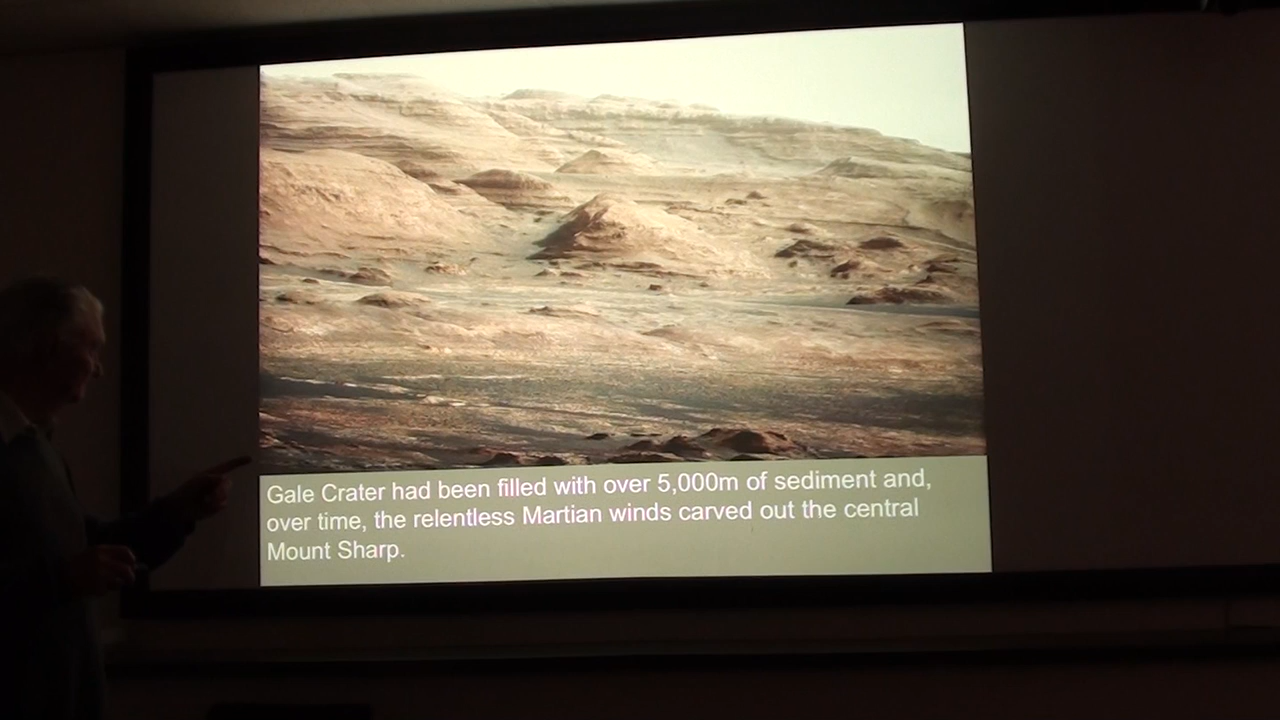 Gale Crater had been filled with over 5,000m of sediment and,
over time, the relentless Martian winds carved out the central
Mount Sharp.